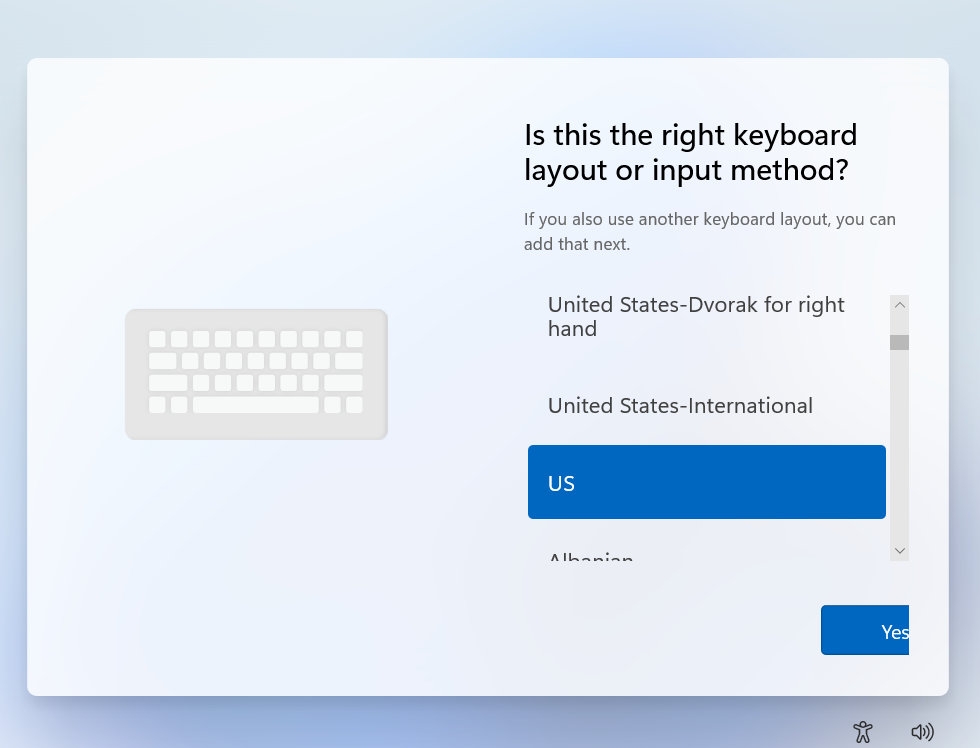 Is this the right keyboard
layout or input method?
If you also use another keyboard layout, you can
add that next.
United States-Dvorak for right
hand
United States-International
US
Albanian
Yes